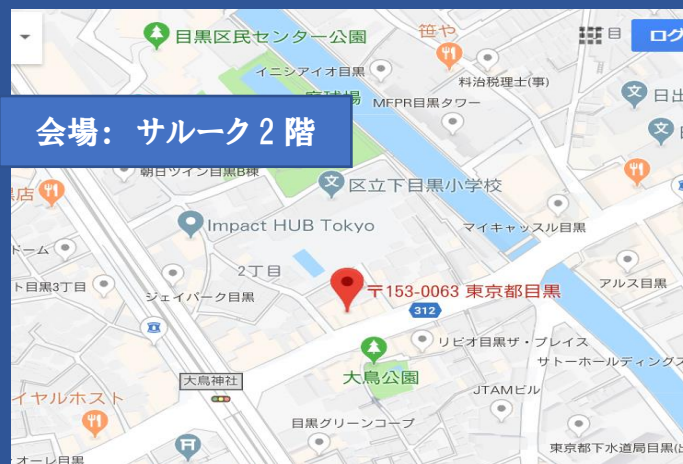 目黒区民センター公園
笹や
目
ログ
イニシアイオ目黒
料治税理士(事)
MFPR目黒タワー
日出
会場: サルーク2階
朝日ツイン目黒B棟
店
区立下目黒小学校
Impact HUB Tokyo
マイキャッスル目黒
ドーム
2丁目
ト目黒3丁目
ジェイパーク目黒
〒153-0063 東京都目黒
アルス目黒
312
リビオ目黒ザ・プレイス
サトーホールディングス
大鳥神社
大鳥公園
イヤルホスト
JTAMビル
目黒グリーンコープ
オーレ目黒
東京都下水道局目黒(出